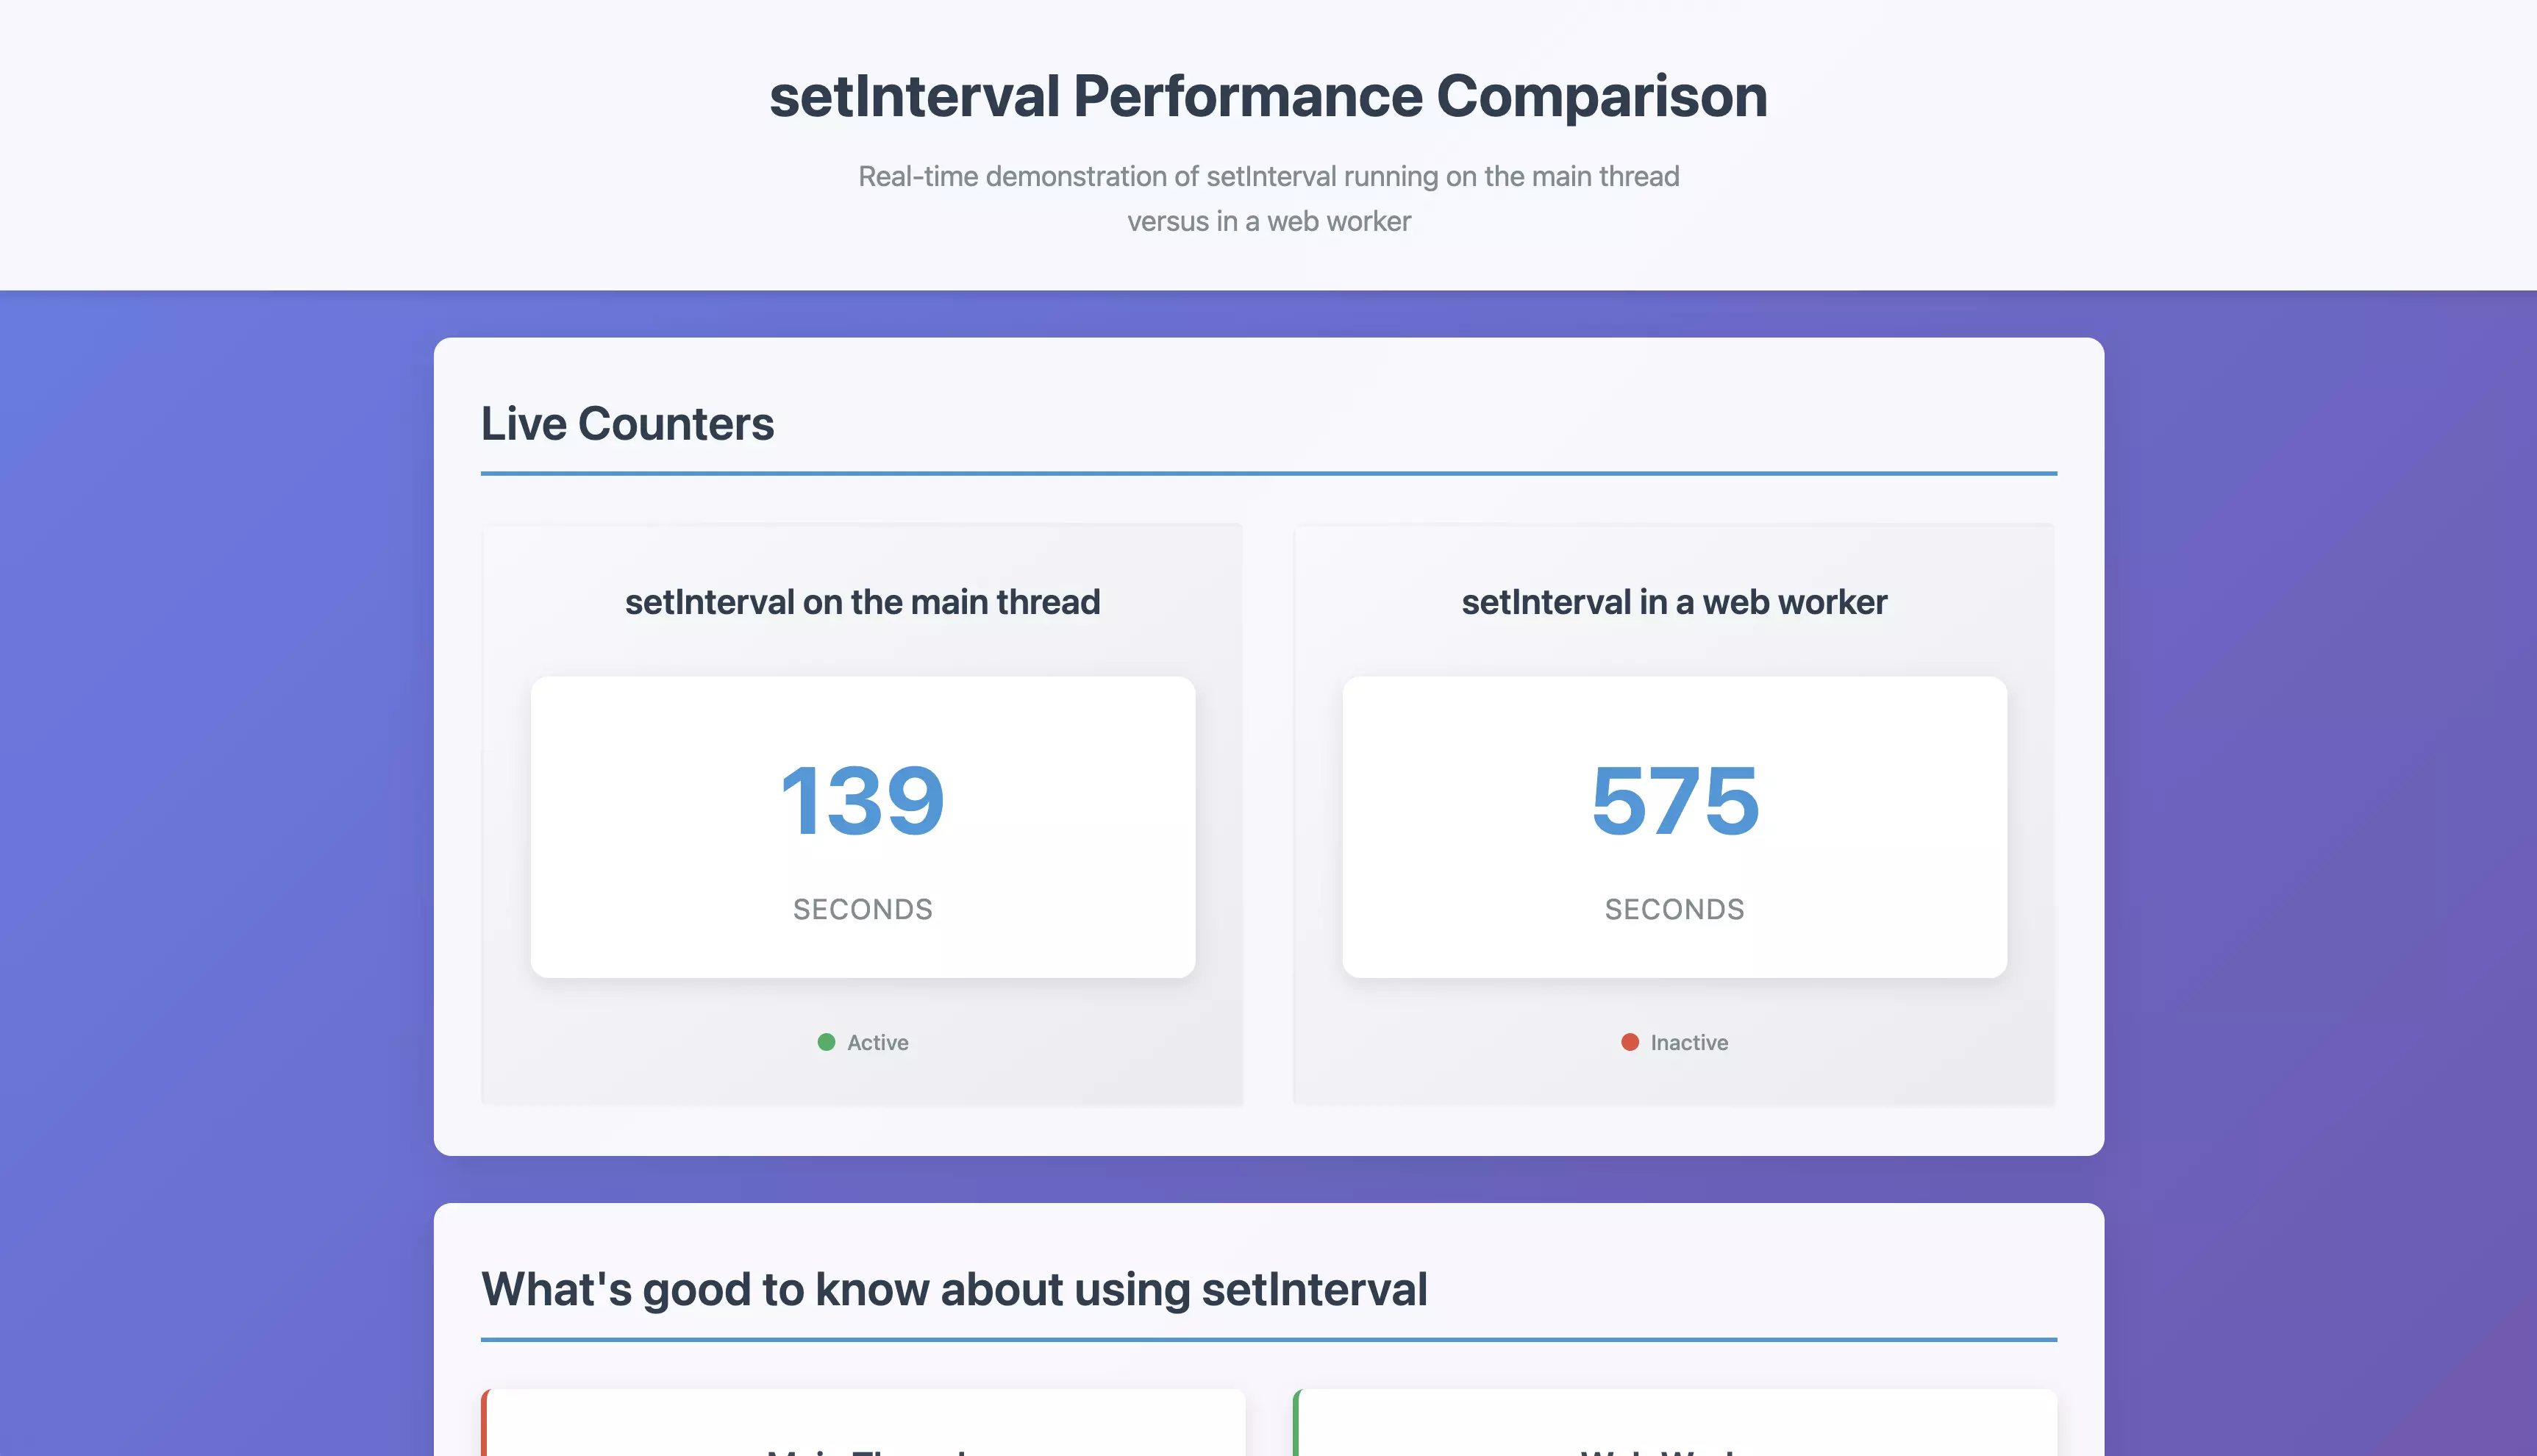 setInterval Performance Comparison
Real-time demonstration of setInterval running on the main thread
versus in a web worker
Live Counters
setInterval on the main thread
139
SECONDS
Active
setInterval in a web worker
575
SECONDS
Inactive
What's good to know about using setInterval